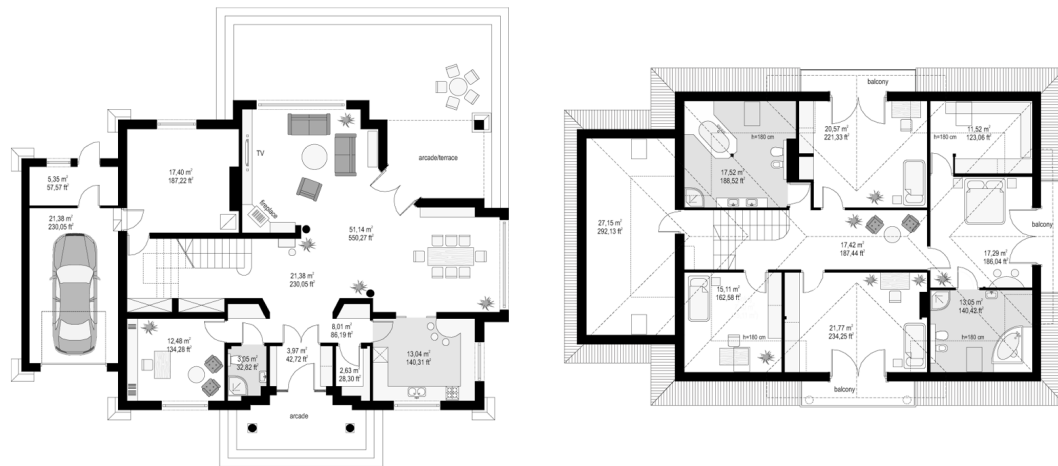 TV
fireplace
arcade/terrace
5,35 m²
57,57 ft²
17,40 m²
187,22 ft²
21,38 m²
230,05 ft²
51,14 m²
550,27 ft²
21,38 m²
230,05 ft²
12,48 m²
134,28 ft²
3,05 m²
32,82 ft²
3,97 m²
42,72 ft²
8,01 m²
86,19 ft²
2,63 m²
28,30 ft²
13,04 m²
140,31 ft²
arcade
balcony
h=180 cm
17,52 m²
188,52 ft²
20,57 m²
221,33 ft²
11,52 m²
123,06 ft²
h=180 cm
27,15 m²
292,13 ft²
17,42 m²
187,44 ft²
17,29 m²
186,04 ft²
balcony
15,11 m²
162,58 ft²
h=180 cm
21,77 m²
234,25 ft²
13,05 m²
140,42 ft²
h=180 cm
balcony